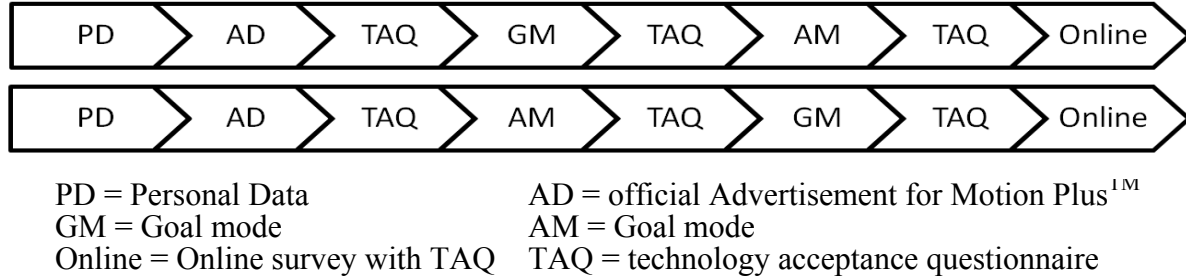 PD AD TAQ GM TAQ AM TAQ Online
PD AD TAQ AM TAQ GM TAQ Online
PD = Personal Data AD = official Advertisement for Motion Plus™
GM = Goal mode AM = Goal mode
Online = Online survey with TAQ TAQ = technology acceptance questionnaire